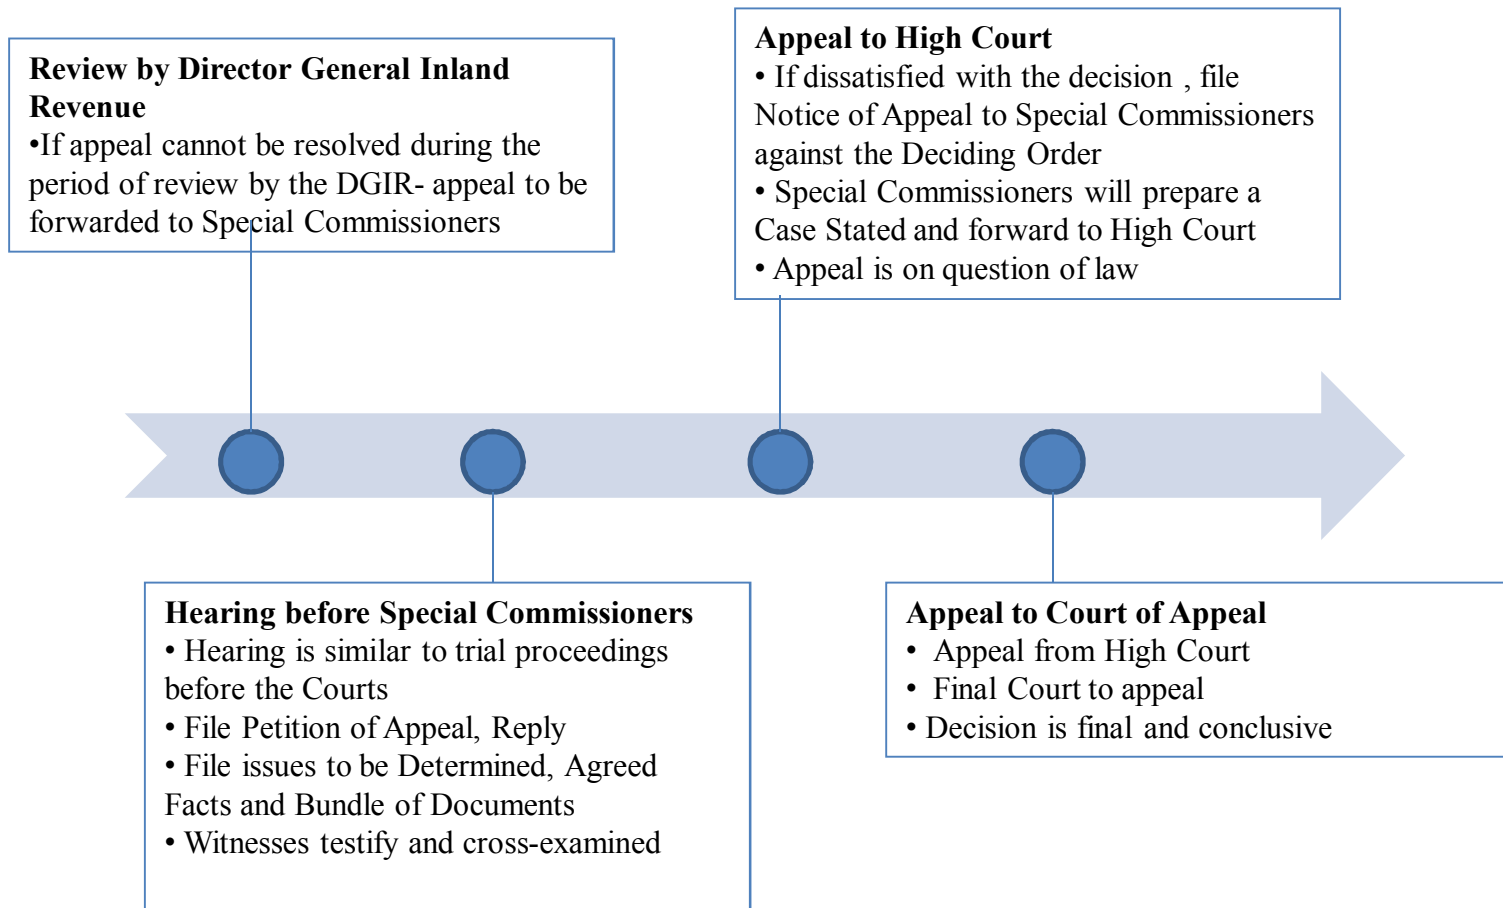 Review by Director General Inland
Revenue
•If appeal cannot be resolved during the
period of review by the DGIR- appeal to be
forwarded to Special Commissioners
Hearing before Special Commissioners
• Hearing is similar to trial proceedings
before the Courts
• File Petition of Appeal, Reply
• File issues to be Determined, Agreed
Facts and Bundle of Documents
• Witnesses testify and cross-examined
Appeal to High Court
• If dissatisfied with the decision , file
Notice of Appeal to Special Commissioners
against the Deciding Order
• Special Commissioners will prepare a
Case Stated and forward to High Court
• Appeal is on question of law
Appeal to Court of Appeal
• Appeal from High Court
• Final Court to appeal
• Decision is final and conclusive